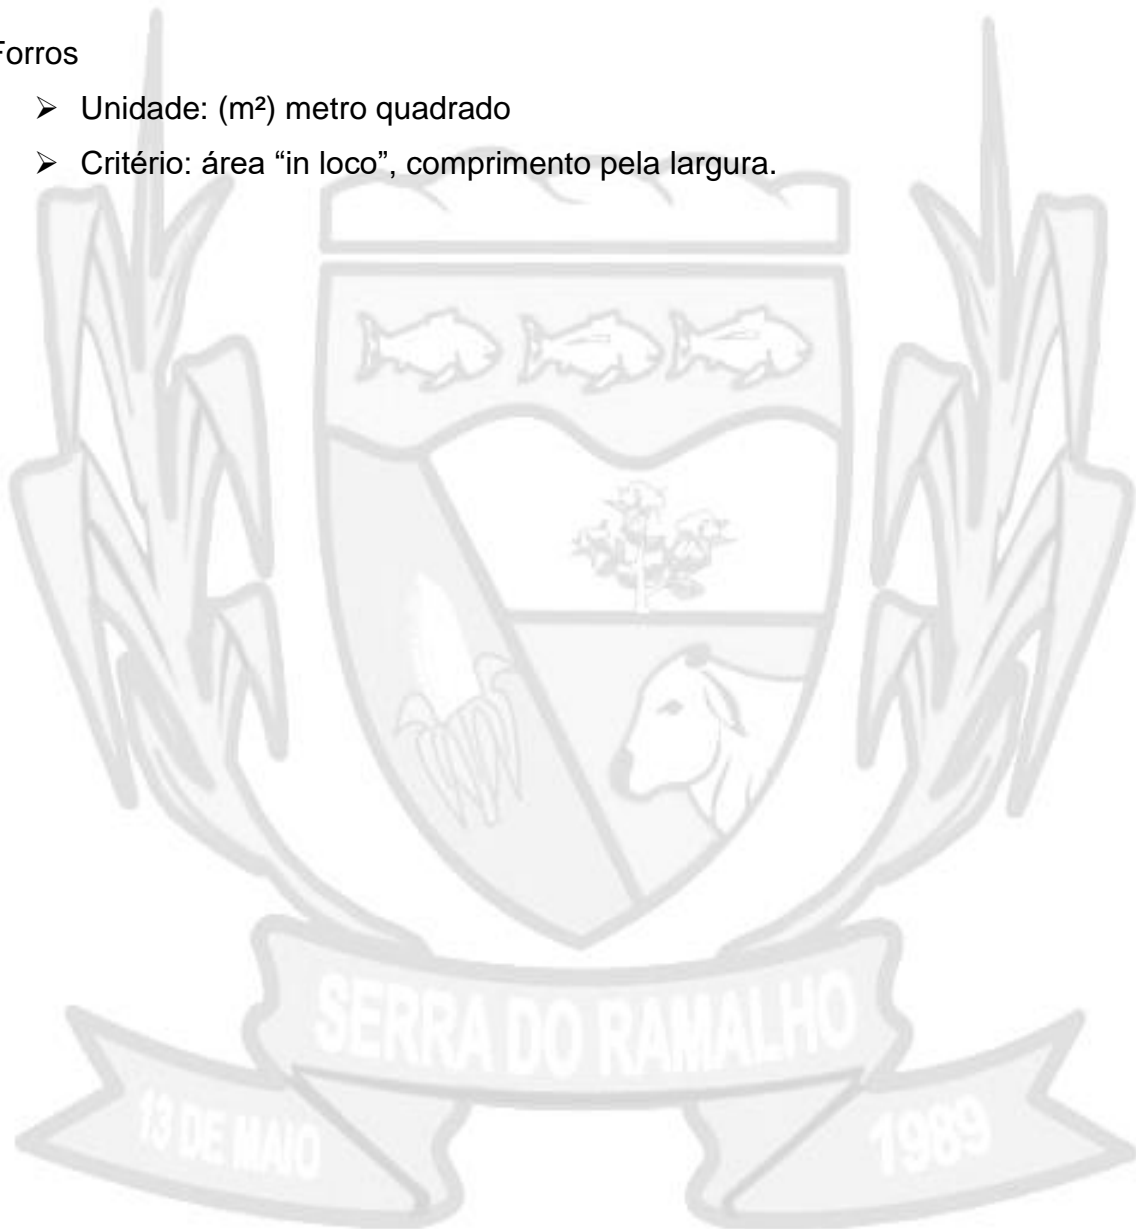 Forros
➢ Unidade: (m²) metro quadrado
➢ Critério: área “in loco”, comprimento pela largura.
SERRA DO RAMALHO
13 DE MAIO
1989